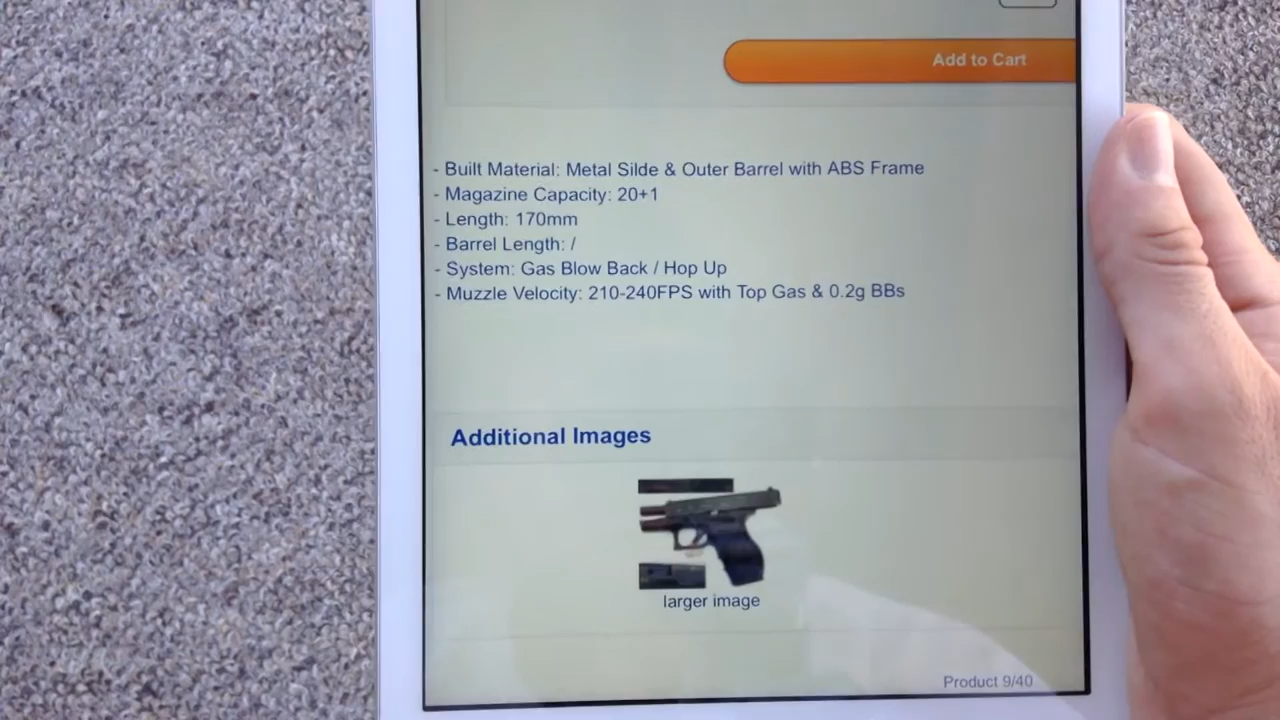 Add to Cart
- Built Material: Metal Silde & Outer Barrel with ABS Frame
- Magazine Capacity: 20+1
- Length: 170mm
- Barrel Length: /
- System: Gas Blow Back / Hop Up
- Muzzle Velocity: 210-240FPS with Top Gas & 0.2g BBs
Additional Images
larger image
Product 9/40